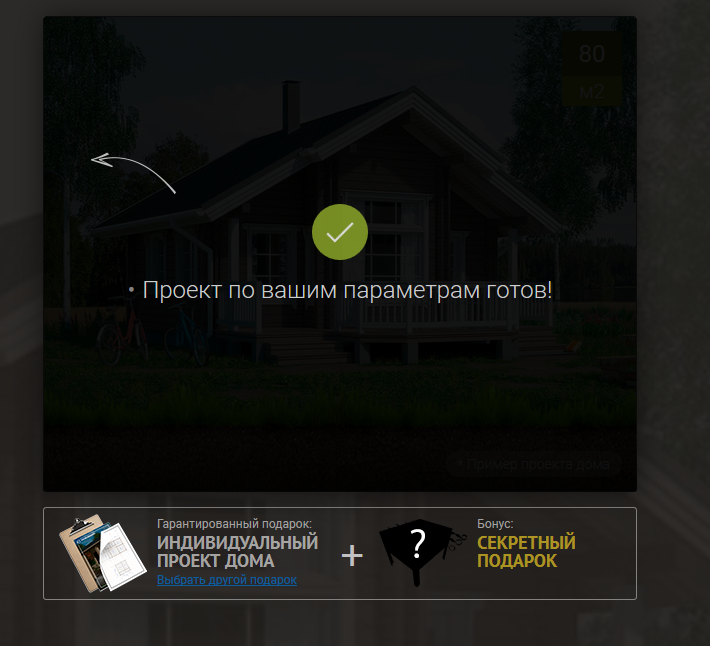 80
м2
Проект по вашим параметрам готов!
* Пример проекта дома
Гарантированный подарок:
ИНДИВИДУАЛЬНЫЙ
ПРОЕКТ ДОМА
Выбрать другой подарок
+
?
Бонус:
СЕКРЕТНЫЙ
ПОДАРОК